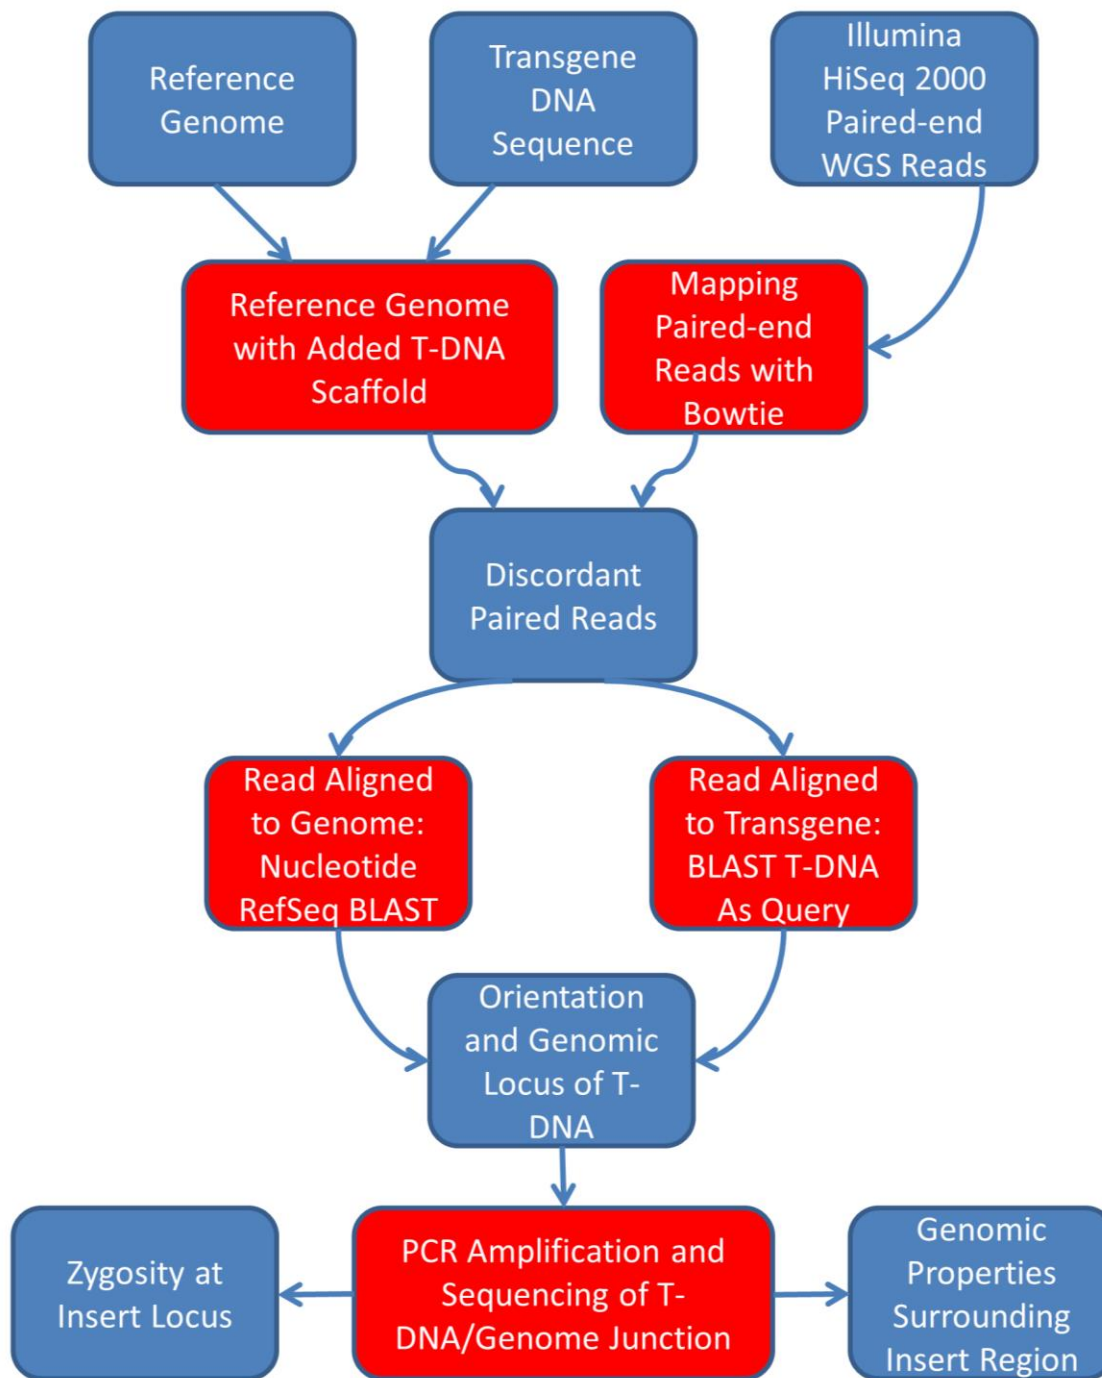 Reference
Genome
Transgene
DNA
Sequence
Illumina
HiSeq 2000
Paired-end
WGS Reads
Reference Genome
with Added T-DNA
Scaffold
Mapping
Paired-end
Reads with
Bowtie
Discordant
Paired Reads
Read Aligned
to Genome:
Nucleotide
RefSeq BLAST
Read Aligned
to Transgene:
BLAST T-DNA
As Query
Orientation
and Genomic
Locus of T-
DNA
Zygosity at
Insert Locus
PCR Amplification and
Sequencing of T-
DNA/Genome Junction
Genomic
Properties
Surrounding
Insert Region